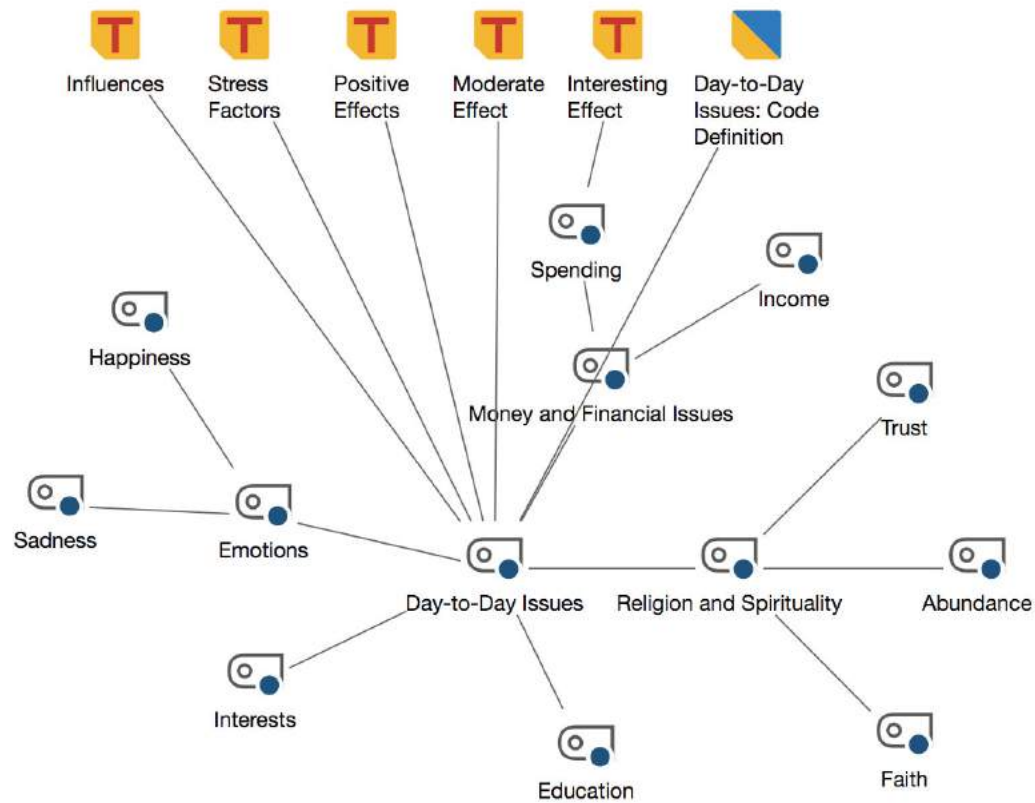 T
T
T
T
T
Influences
Stress
Factors
Positive
Effects
Moderate
Effect
Interesting
Effect
Day-to-Day
Issues: Code
Definition
Spending
Income
Happiness
Money and Financial Issues
Trust
Sadness
Emotions
Day-to-Day Issues
Religion and Spirituality
Abundance
Interests
Education
Faith